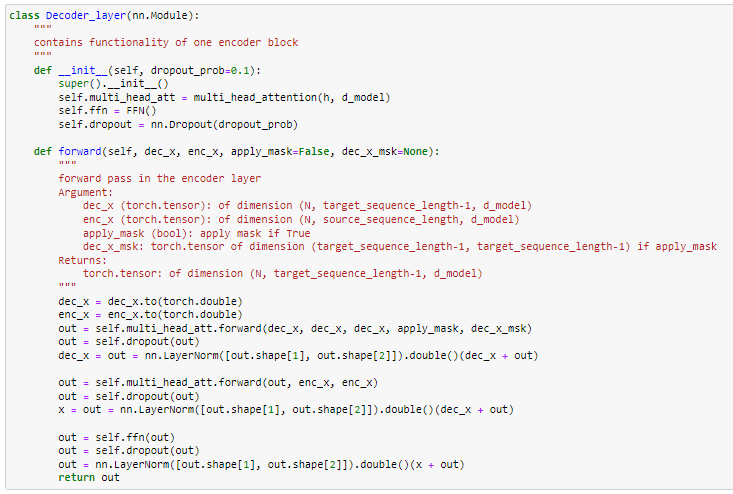 class Decoder_layer(nn.Module):
    """
    contains functionality of one encoder block
    """
    def __init__(self, dropout_prob=0.1):
        super().__init__()
        self.multi_head_att = multi_head_attention(h, d_model)
        self.ffn = FFN()
        self.dropout = nn.Dropout(dropout_prob)

    def forward(self, dec_x, enc_x, apply_mask=False, dec_x_msk=None):
        """
        forward pass in the encoder layer
        Argument:
            dec_x (torch.tensor): of dimension (N, target_sequence_length-1, d_model)
            enc_x (torch.tensor): of dimension (N, source_sequence_length, d_model)
            apply_mask (bool): apply mask if True
            dec_x_msk: torch.tensor of dimension (target_sequence_length-1, target_sequence_length-1) if apply_mask
        Returns:
            torch.tensor: of dimension (N, target_sequence_length-1, d_model)
        """
        dec_x = dec_x.to(torch.double)
        enc_x = enc_x.to(torch.double)
        out = self.multi_head_att.forward(dec_x, dec_x, dec_x, apply_mask, dec_x_msk)
        out = self.dropout(out)
        dec_x = out = nn.LayerNorm([out.shape[1], out.shape[2]]).double()(dec_x + out)

        out = self.multi_head_att.forward(out, enc_x, enc_x)
        out = self.dropout(out)
        x = out = nn.LayerNorm([out.shape[1], out.shape[2]]).double()(dec_x + out)

        out = self.ffn(out)
        out = self.dropout(out)
        out = nn.LayerNorm([out.shape[1], out.shape[2]]).double()(x + out)
        return out